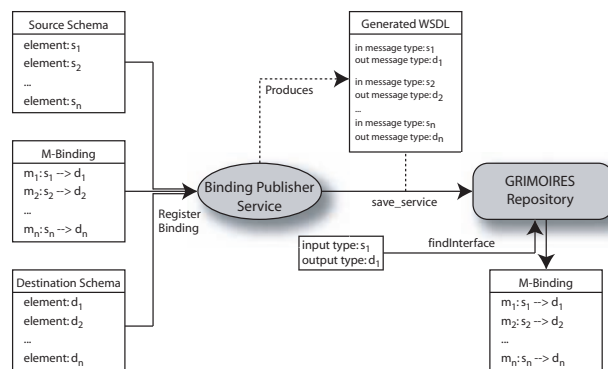 Source Schema
element: s1
element: s2
...
element: sn
M-Binding
m1: s1 --> d1
m2: s2 --> d2
...
mn: sn --> dn
Destination Schema
element: d1
element: d2
...
element: dn
Register
Binding
Binding Publisher
Service
Produces
Generated WSDL
in message type: s1
out message type: d1
in message type: s2
out message type: d2
...
in message type: sn
out message type: dn
save_service
GRIMOIRES
Repository
input type: s1
output type: d1
findInterface
M-Binding
m1: s1 --> d1
m2: s2 --> d2
...
mn: sn --> dn